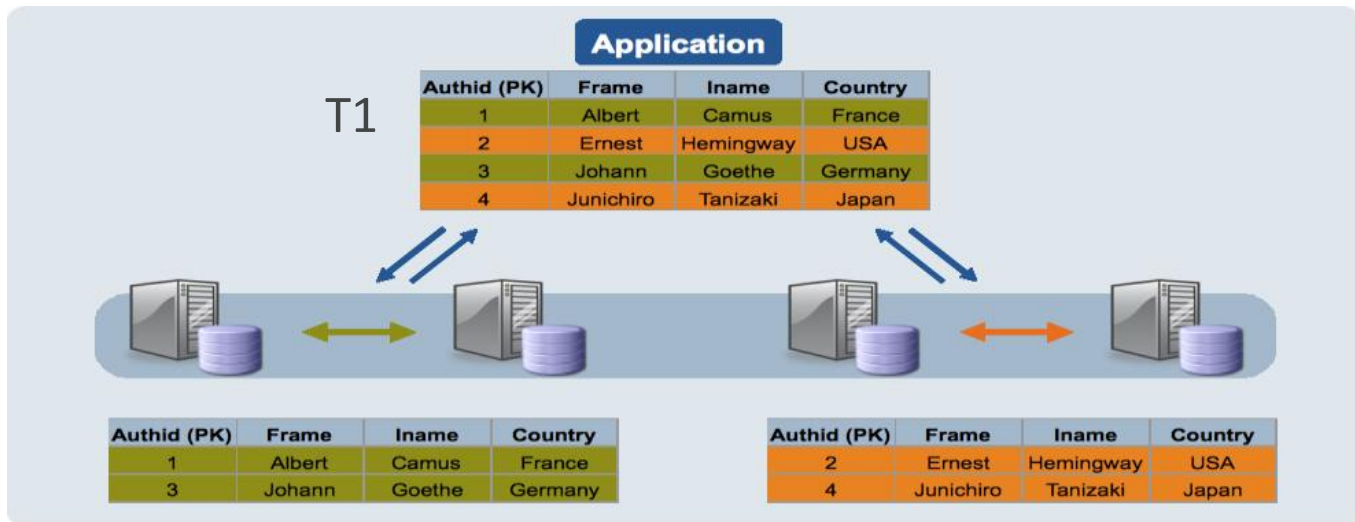 Application
T1
Authid (PK) Frame Iname Country
1 Albert Camus France
2 Ernest Hemingway USA
3 Johann Goethe Germany
4 Junichiro Tanizaki Japan
Authid (PK) Frame Iname Country
1 Albert Camus France
3 Johann Goethe Germany
Authid (PK) Frame Iname Country
2 Ernest Hemingway USA
4 Junichiro Tanizaki Japan